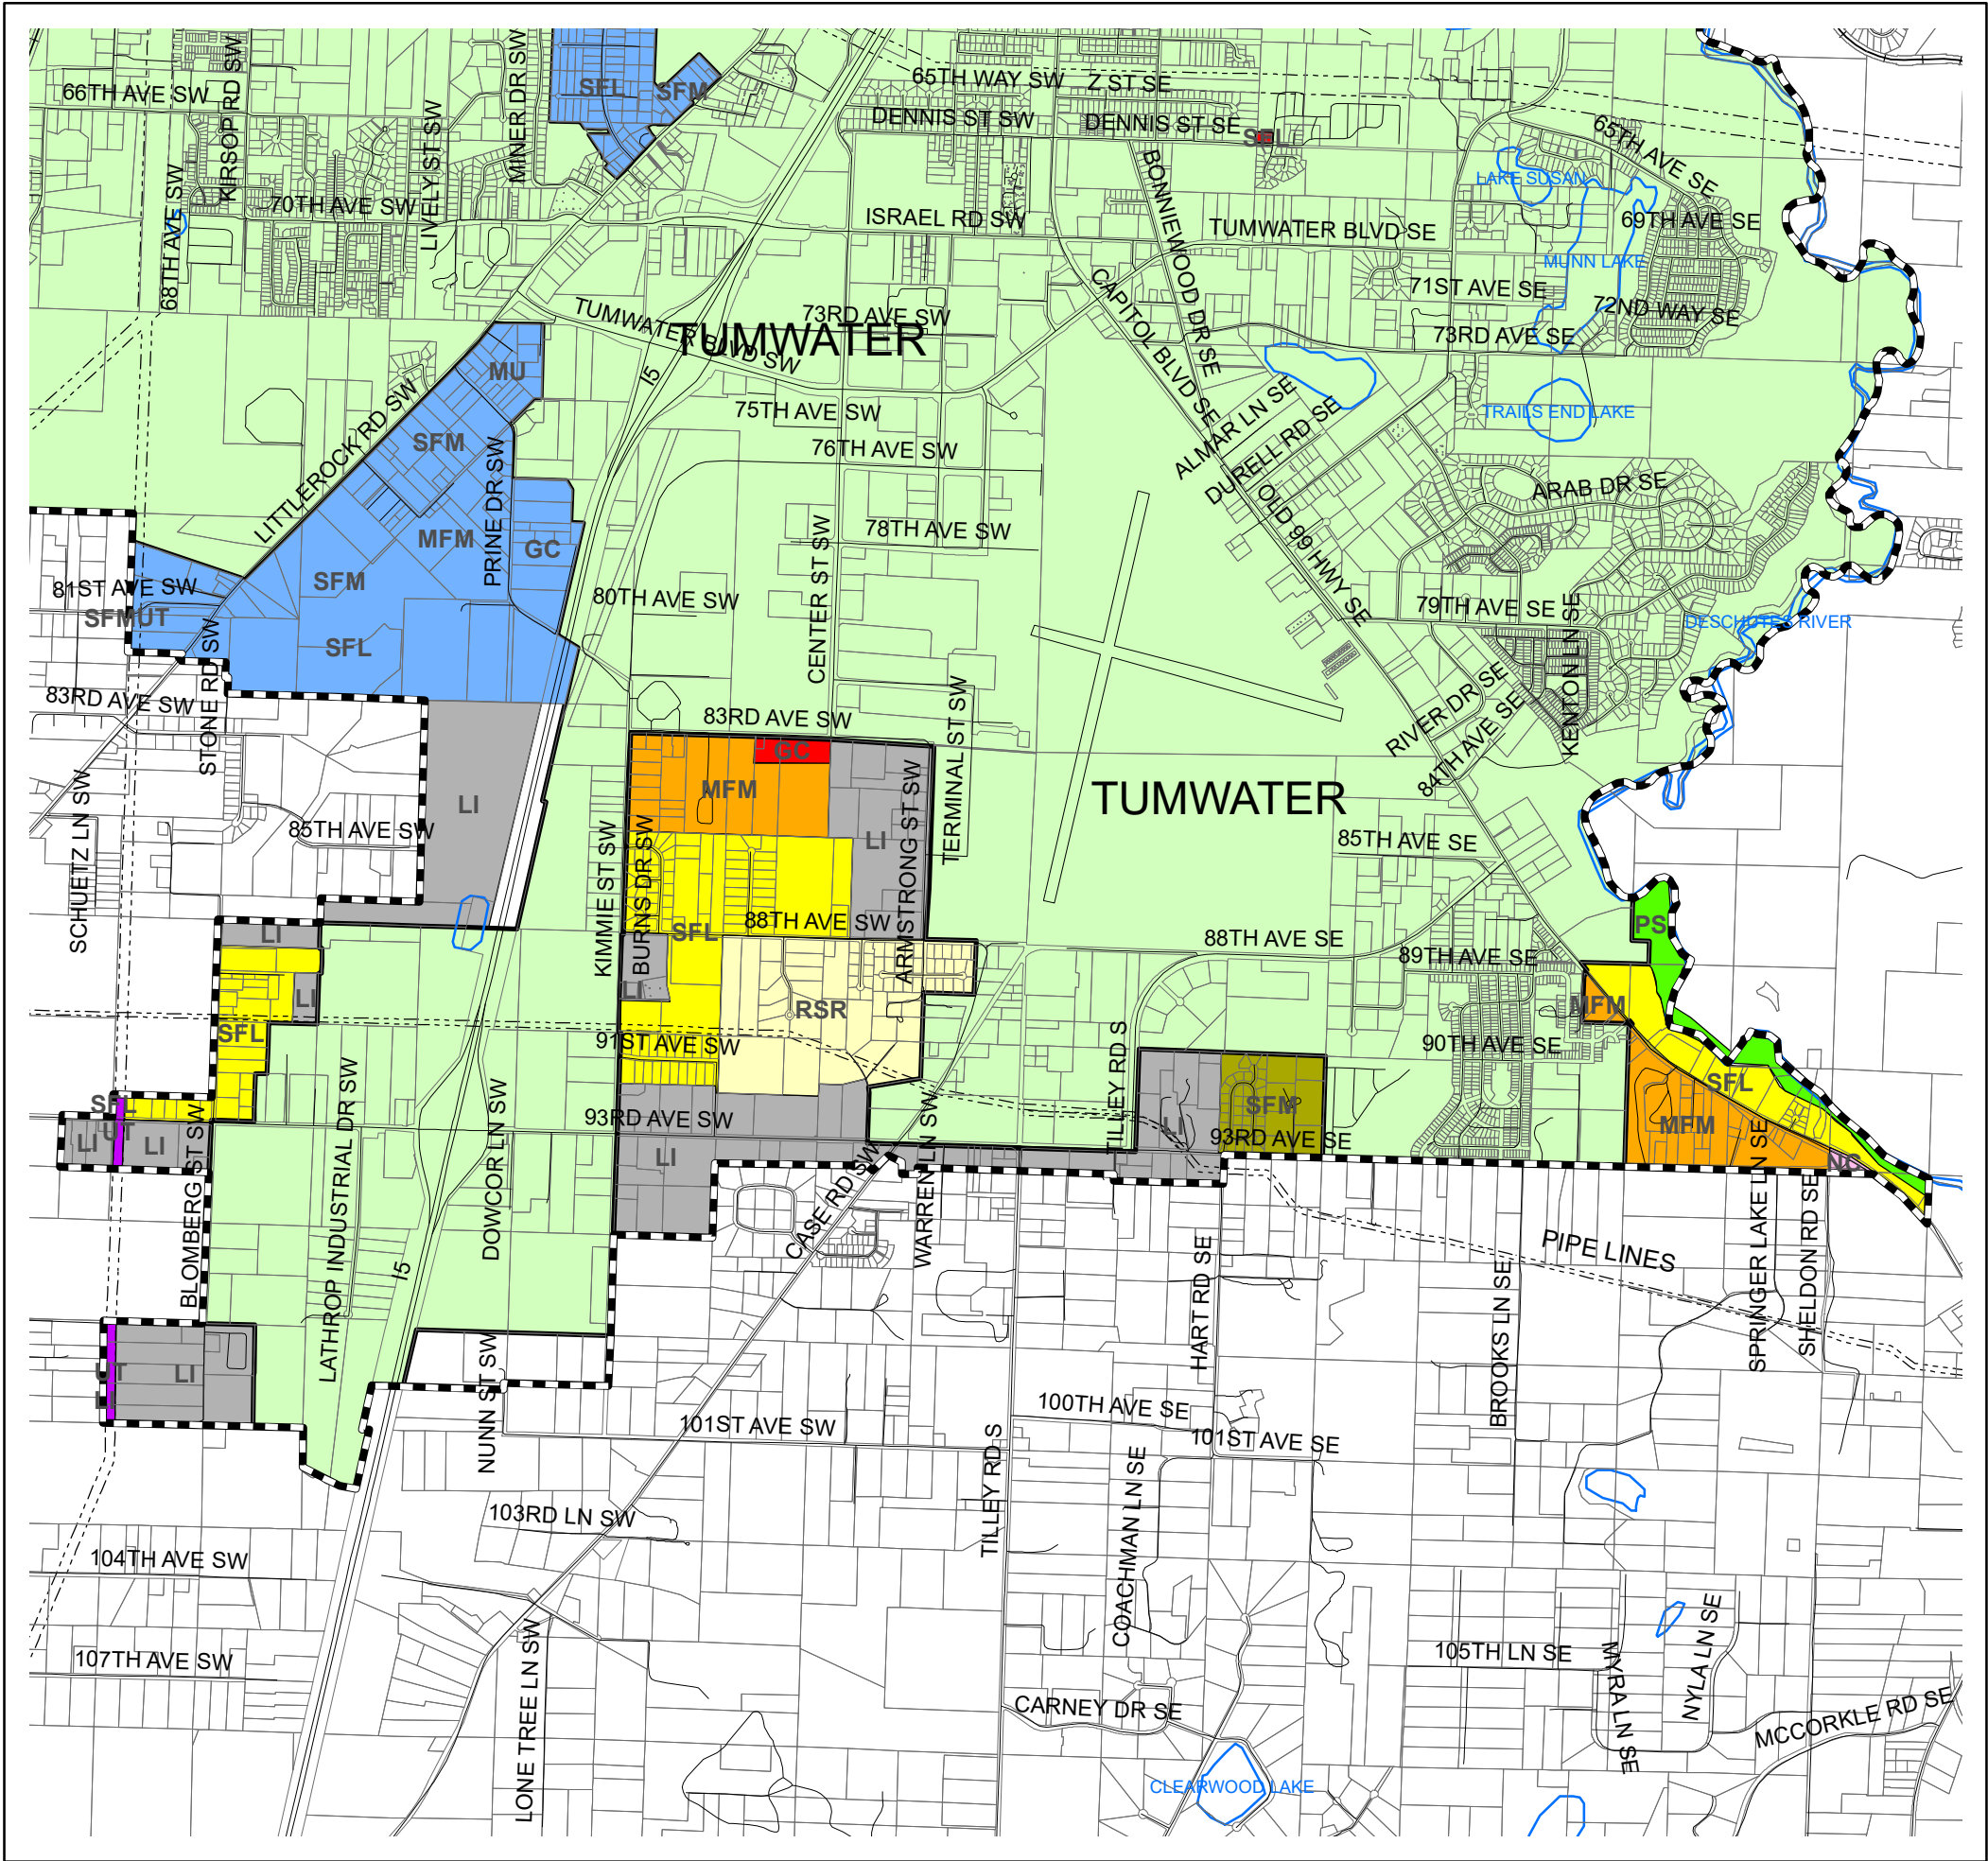 66TH AVE SW
KIRSOP RD SW
LIVELY ST SW
MINER DR SW
SFL
SFM
65TH WAY SW
Z ST SE
DENNIS ST SW
DENNIS ST SE
SFL
65TH AVE SE
LAKE SUSAN
68TH AVE SW
70TH AVE SW
ISRAEL RD SW
BONNIEWOOD DR SE
TUMWATER BLVD SE
69TH AVE SE
MUNN LAKE
71ST AVE SE
72ND WAY SE
73RD AVE SE
TUMWATER BLVD SW
73RD AVE SW
TUMWATER
CAPITOL BLVD SE
I5
MU
75TH AVE SW
76TH AVE SW
ALMAR LN SE
DURELL RD SE
TRAILS END LAKE
LITTLEROCK RD SW
SFM
PRINE DR SW
MFM
GC
78TH AVE SW
CENTER ST SW
OLD 99 HWY SE
ARAB DR SE
81ST AVE SW
SFM
SFMUT
SFL
80TH AVE SW
79TH AVE SE
KENTON LN SE
DESCHUTES RIVER
83RD AVE SW
STONE RD SW
83RD AVE SW
TERMINAL ST SW
RIVER DR SE
84TH AVE SE
GC
MFM
TUMWATER
SCHUETZ LN SW
85TH AVE SW
LI
KIMMIE ST SW
BURNS DR SW
LI
ARMSTRONG ST SW
85TH AVE SE
88TH AVE SW
SFL
88TH AVE SE
89TH AVE SE
PS
LI
LI
LI
RSR
MFM
SFL
91ST AVE SW
TILLEY RD S
90TH AVE SE
SFL
SFL
UT
LI
LI
BLOMBERG ST SW
LATHROP INDUSTRIAL DR SW
DOWCOR LN SW
93RD AVE SW
LI
CASE RD SW
WARREN LN SW
LI
SFM
93RD AVE SE
MFM
NC
SPRINGER LAKE LN SE
SHELDON RD SE
PIPE LINES
HART RD SE
BROOKS LN SE
I5
UT
LI
LI
NUNN ST SW
101ST AVE SW
100TH AVE SE
101ST AVE SE
TILLEY RD S
COACHMAN LN SE
103RD LN SW
104TH AVE SW
107TH AVE SW
LONE TREE LN SW
105TH LN SE
MYRA LN SE
NYLA LN SE
CARNEY DR SE
MCCORKLE RD SE
CLEARWOOD LAKE